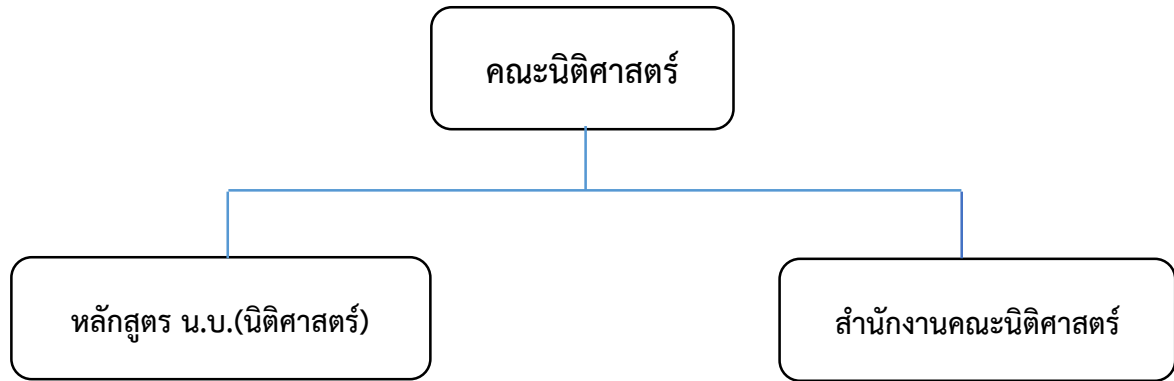 คณะนิติศาสตร์
หลักสูตร น.บ.(นิติศาสตร์)
สำนักงานคณะนิติศาสตร์